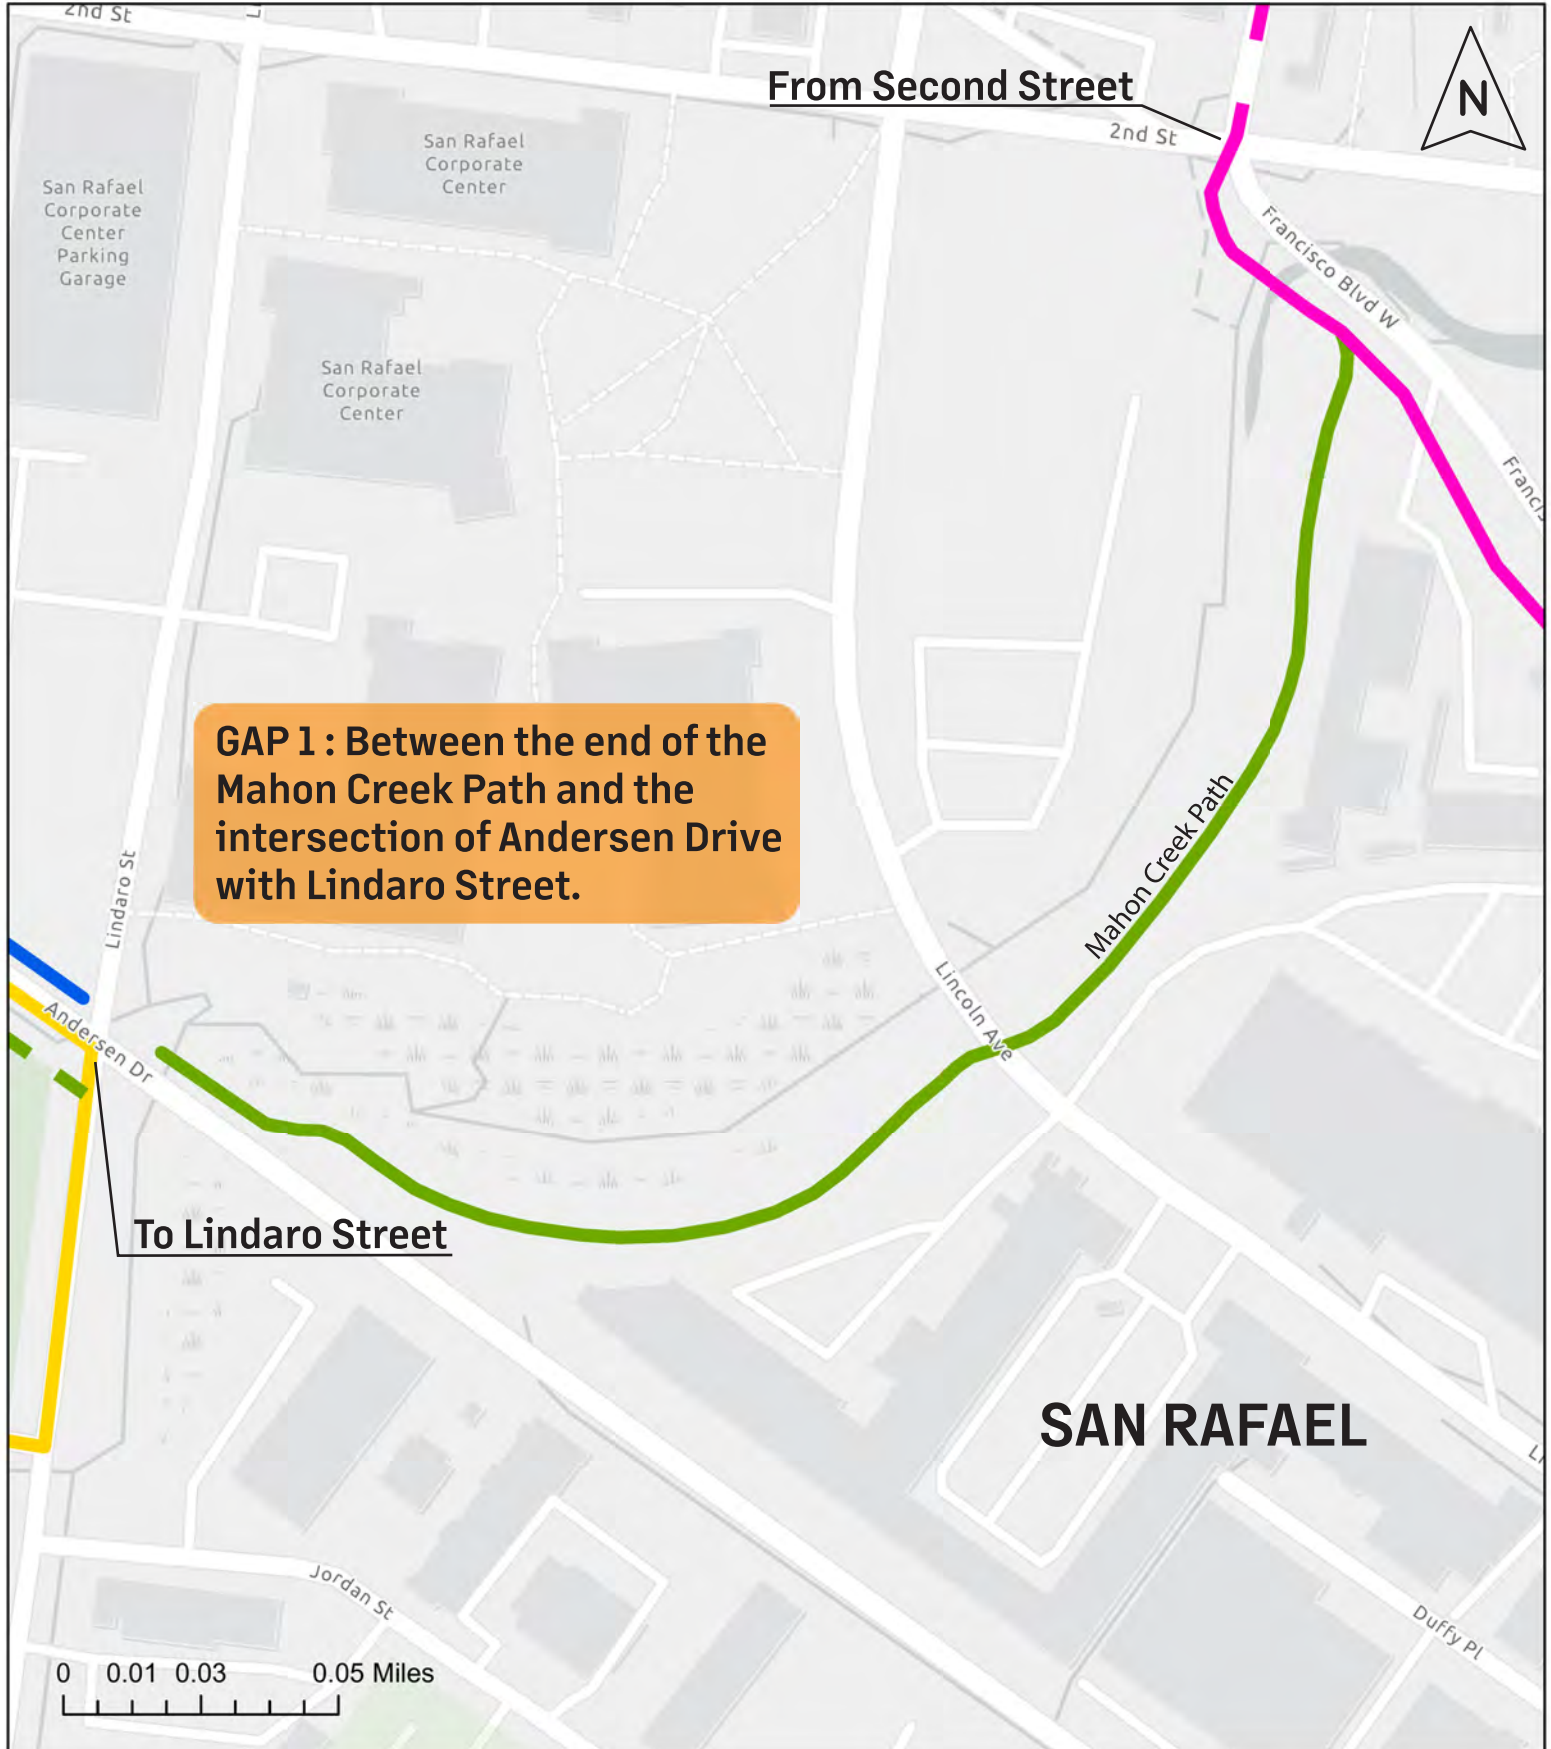 2nd St
Li
From Second Street
N
2nd St
San Rafael
Corporate
Center
San Rafael
Corporate
Center
Parking
Garage
Francisco Blvd W
San Rafael
Corporate
Center
Francis
GAP 1 : Between the end of the
Mahon Creek Path and the
intersection of Andersen Drive
with Lindaro Street.
Mahon Creek Path
Lindaro St
Lincoln Ave
Andersen Dr
To Lindaro Street
SAN RAFAEL
Li
Jordan St
Duffy Pl
0 0.01 0.03 0.05 Miles